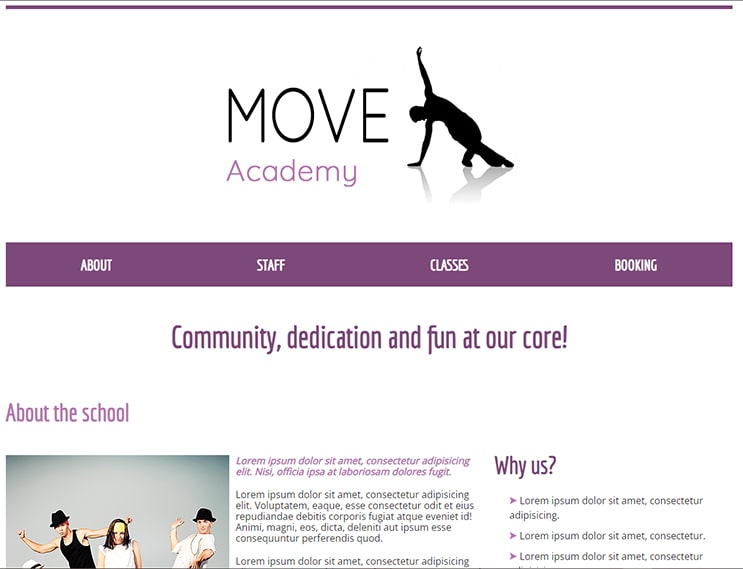 MOVE
Academy
ABOUT STAFF CLASSES BOOKING
Community, dedication and fun at our core!
About the school
Lorem ipsum dolor sit amet, consectetur adipisicing
elit. Nisi, officia ipsa at laboriosam dolores fugit.
Lorem ipsum dolor sit amet, consectetur adipisicing
elit. Voluptatem, eaque, esse consectetur odit et eius
repudiandae debitis corporis fugiat atque eveniet id!
Animi, magni, eos, dicta, deleniti aut ipsum esse
consequuntur perferendis quod.
Lorem ipsum dolor sit amet, consectetur adipisicing
Why us?
➤ Lorem ipsum dolor sit amet, consectetur
adipisicing.
➤ Lorem ipsum dolor sit amet, consectetur.
➤ Lorem ipsum dolor sit amet, consectetur